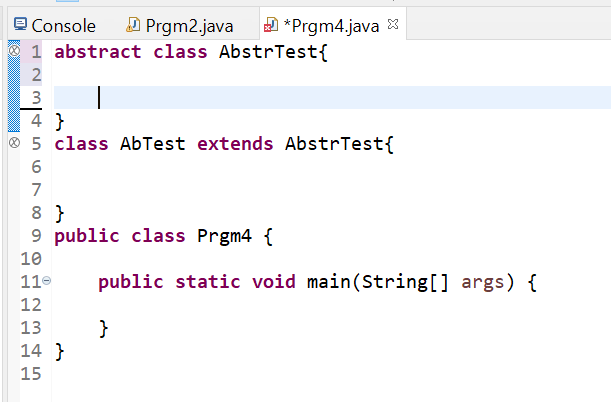 Console Prgm2.java *Prgm4.java
1 abstract class AbstrTest{
2
3
4 }
5 class AbTest extends AbstrTest{
6
7
8 }
9 public class Prgm4 {
10
11 public static void main(String[] args) {
12
13 }
14 }
15